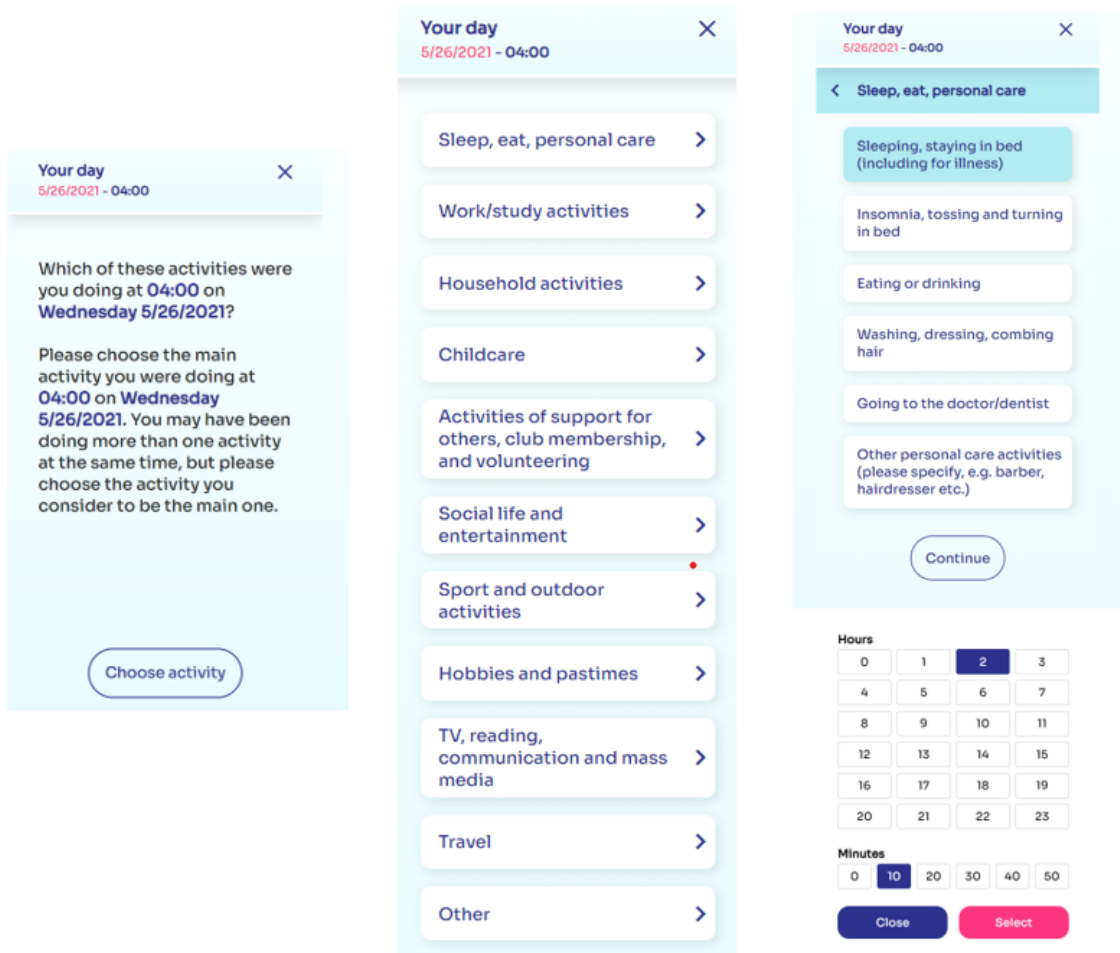 Your day
5/26/2021 - 04:00
Which of these activities were
you doing at 04:00 on
Wednesday 5/26/2021?
Please choose the main
activity you were doing at
04:00 on Wednesday
5/26/2021. You may have been
doing more than one activity
at the same time, but please
choose the activity you
consider to be the main one.
Choose activity
Your day
5/26/2021 - 04:00
Sleep, eat, personal care
Work/study activities
Household activities
Childcare
Activities of support for
others, club membership,
and volunteering
Social life and
entertainment
Sport and outdoor
activities
Hobbies and pastimes
TV, reading,
communication and mass
media
Travel
Other
Your day
5/26/2021 - 04:00
Sleep, eat, personal care
Sleeping, staying in bed
(including for illness)
Insomnia, tossing and turning
in bed
Eating or drinking
Washing, dressing, combing
hair
Going to the doctor/dentist
Other personal care activities
(please specify, e.g. barber,
hairdresser etc.)
Continue
Hours
0 1 2 3
4 5 6 7
8 9 10 11
12 13 14 15
16 17 18 19
20 21 22 23
Minutes
0 10 20 30 40 50
Close Select